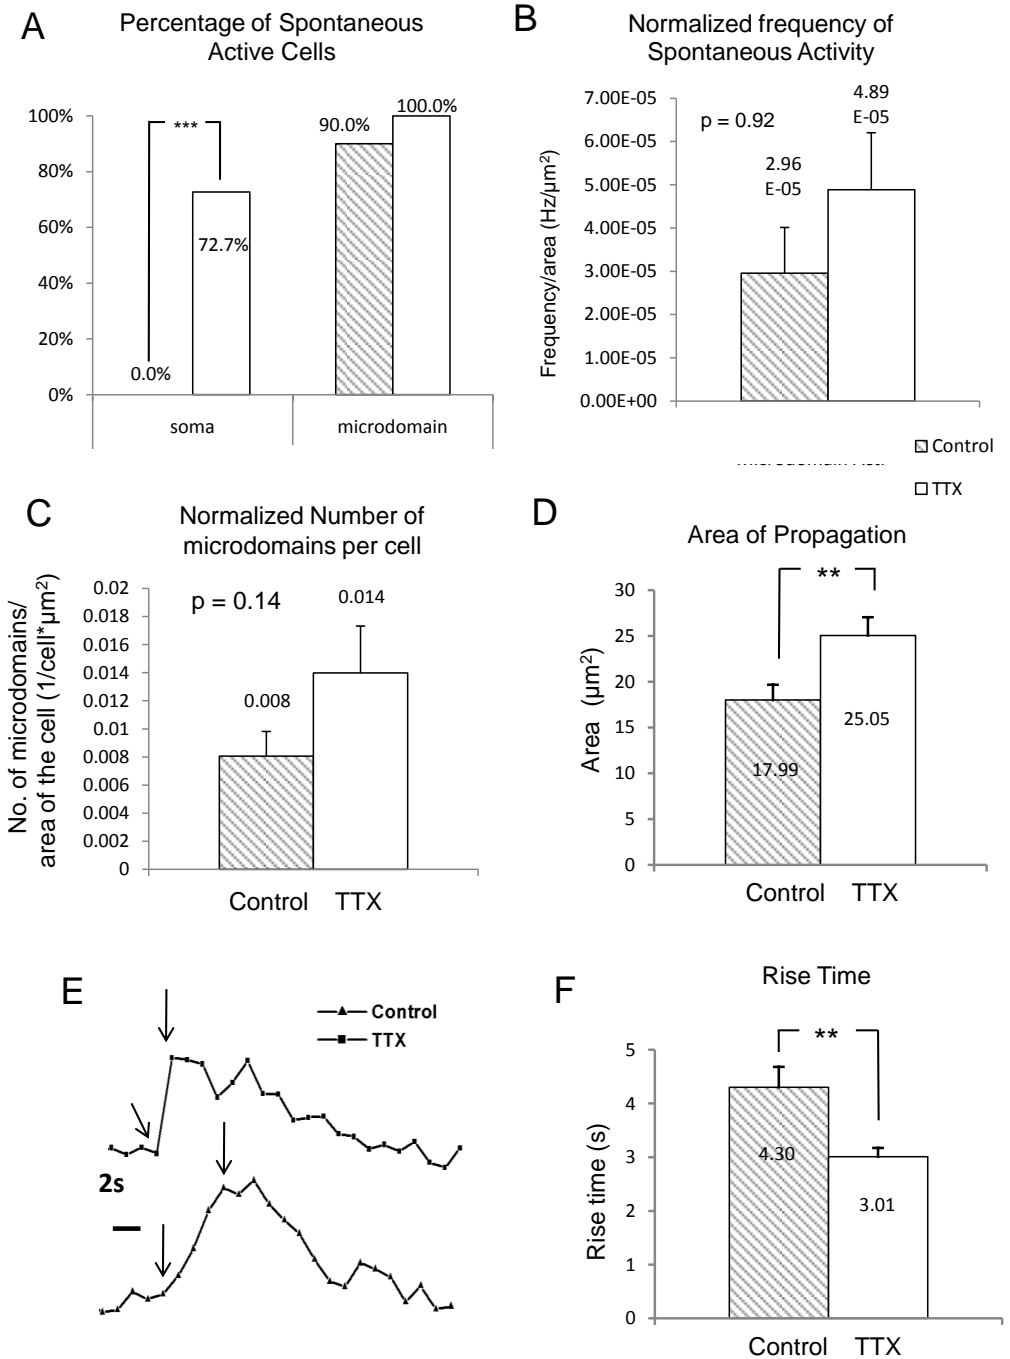 A
Percentage of Spontaneous
Active Cells
100%
80%
60%
40%
20%
0%
***
0.0%
72.7%
90.0%
100.0%
soma
microdomain
B
Normalized frequency of
Spontaneous Activity
Frequency/area (Hz/µm²)
7.00E-05
6.00E-05
5.00E-05
4.00E-05
3.00E-05
2.00E-05
1.00E-05
0.00E+00
p = 0.92
2.96
E-05
4.89
E-05
Control
TTX
C
Normalized Number of
microdomains per cell
No. of microdomains/
area of the cell (1/cell*µm²)
0.02
0.018
0.016
0.014
0.012
0.01
0.008
0.006
0.004
0.002
0
p = 0.14
0.008
0.014
Control TTX
D
Area of Propagation
Area (µm²)
30
25
20
15
10
5
0
**
17.99
25.05
Control TTX
E
Control
TTX
2s
F
Rise Time
Rise time (s)
5
4
3
2
1
0
**
4.30
3.01
Control TTX